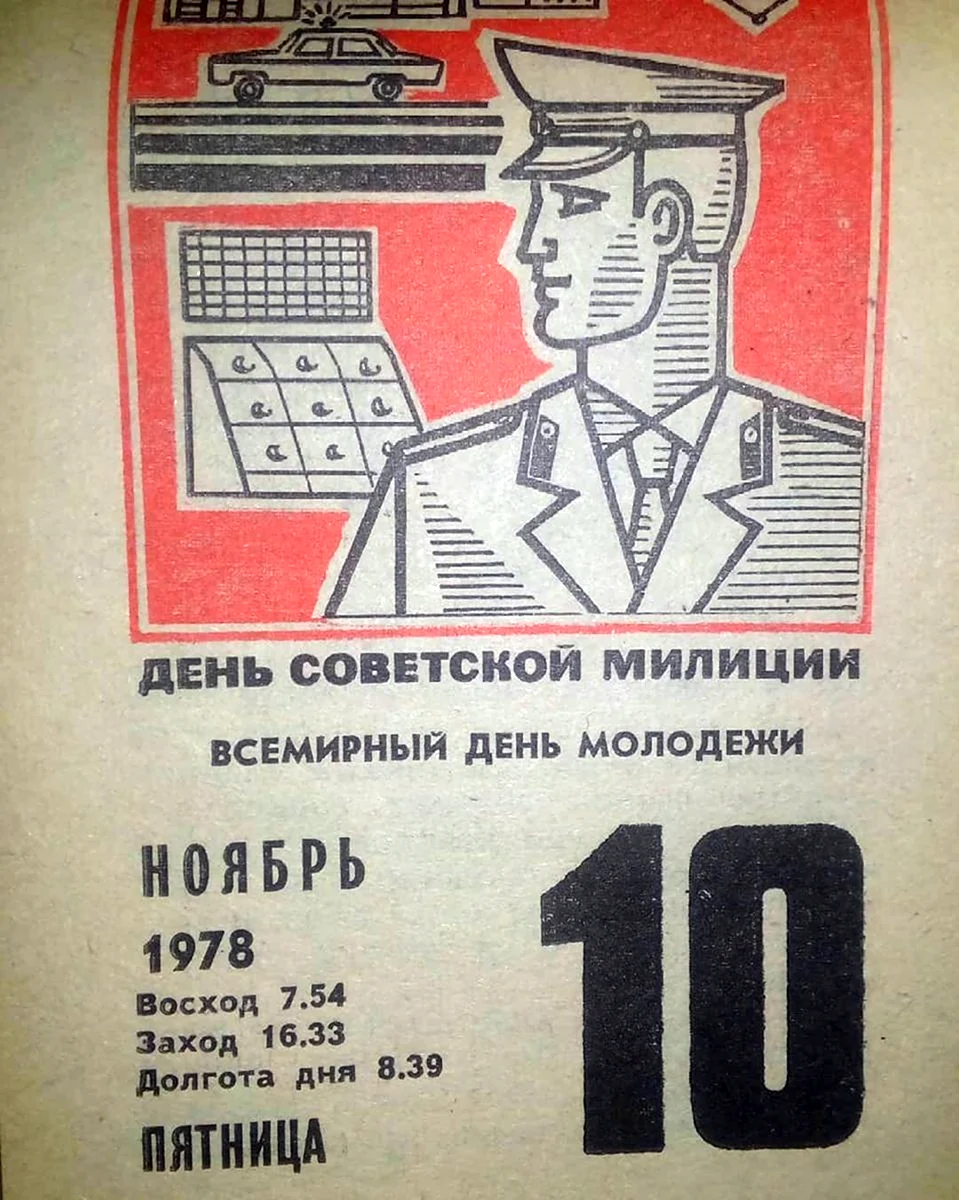 ДЕНЬ СОВЕТСКОЙ МИЛИЦИИ
ВСЕМИРНЫЙ ДЕНЬ МОЛОДЕЖИ
НОЯБРЬ
10
1978
Восход 7.54
Заход 16.33
Долгота дня 8.39
ПЯТНИЦА